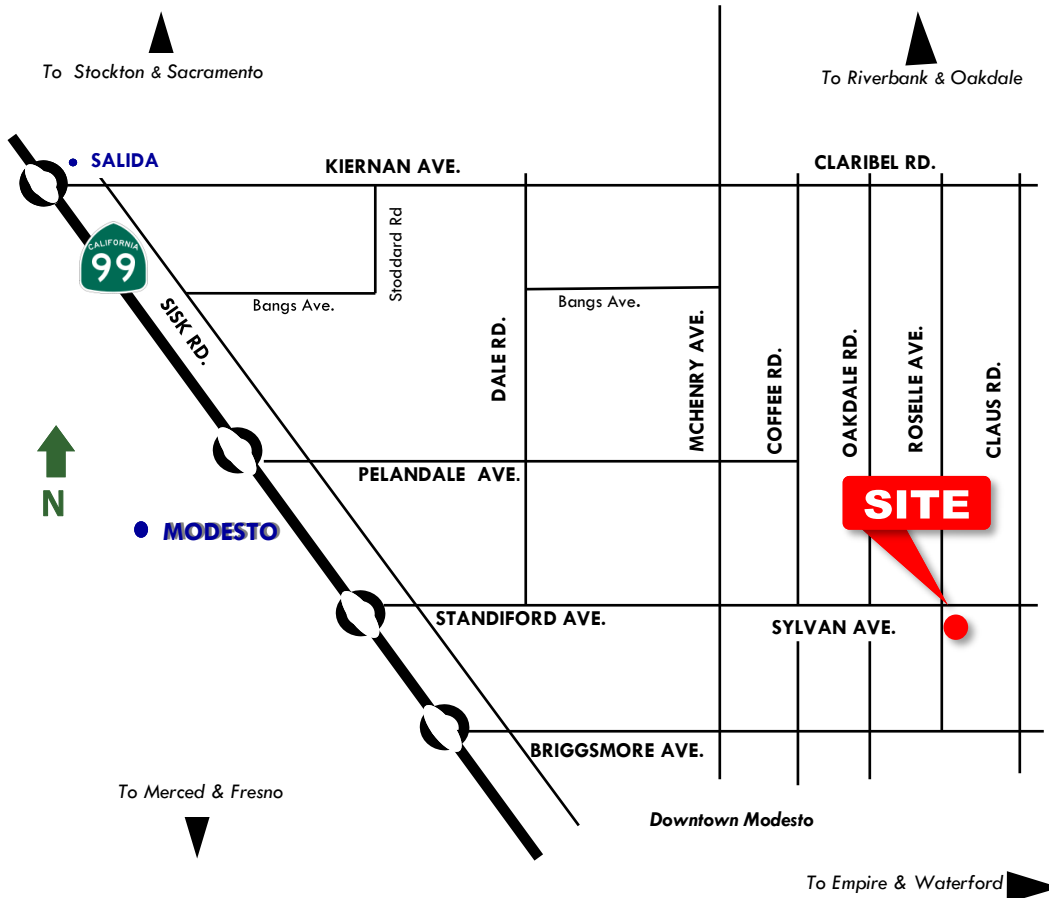 To Stockton & Sacramento
To Riverbank & Oakdale
SALIDA
KIERNAN AVE.
CLARIBEL RD.
CALIFORNIA
99
Stoddard Rd
SISK RD.
Bangs Ave.
Bangs Ave.
DALE RD.
MCHENRY AVE.
COFFEE RD.
OAKDALE RD.
ROSELLE AVE.
CLAUS RD.
N
PELANDALE AVE.
SITE
MODESTO
STANDIFORD AVE.
SYLVAN AVE.
BRIGGSMORE AVE.
To Merced & Fresno
Downtown Modesto
To Empire & Waterford